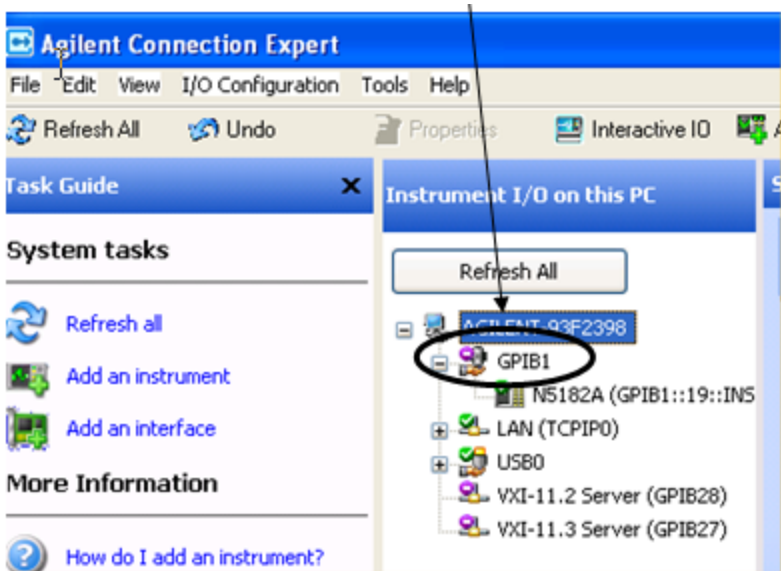 Agilent Connection Expert
File Edit View I/O Configuration Tools Help
Refresh All Undo Properties Interactive IO
Task Guide
Instrument I/O on this PC
System tasks
Refresh All
Refresh all
AGILENT-93F2398
GPIB1
Add an instrument
N5182A (GPIB1::19::INS
Add an interface
LAN (TCPIP0)
USB0
More Information
VXI-11.2 Server (GPIB28)
VXI-11.3 Server (GPIB27)
How do I add an instrument?